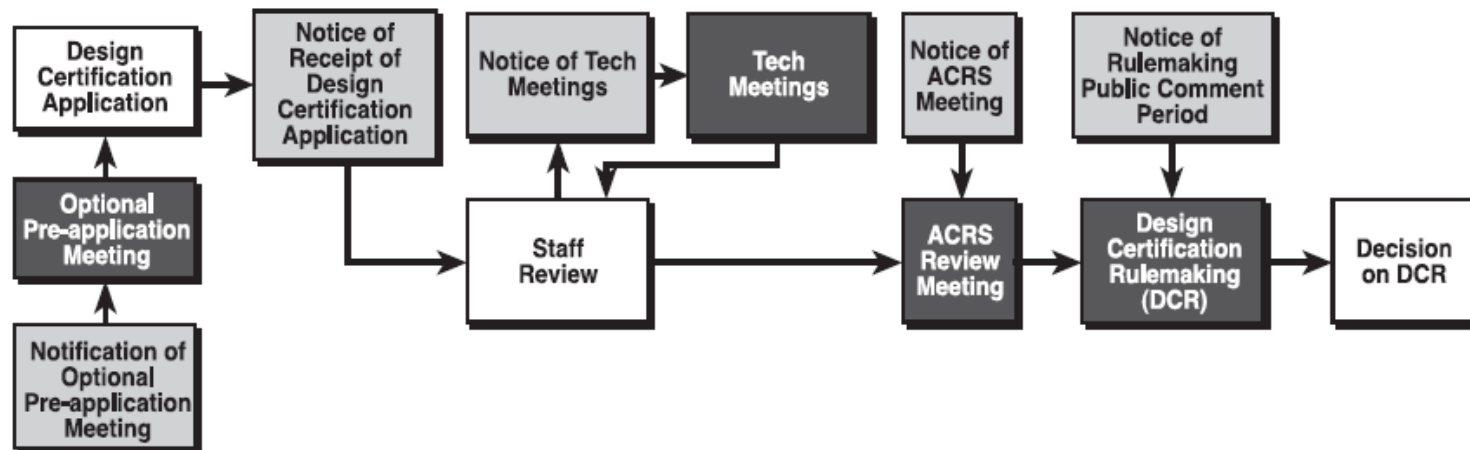 Design
Certification
Application
Notice of
Receipt of
Design
Certification
Application
Notice of Tech
Meetings
Tech
Meetings
Notice of
ACRS
Meeting
Notice of
Rulemaking
Public Comment
Period
Optional
Pre-application
Meeting
Staff
Review
ACRS
Review
Meeting
Design
Certification
Rulemaking
(DCR)
Decision
on DCR
Notification of
Optional
Pre-application
Meeting